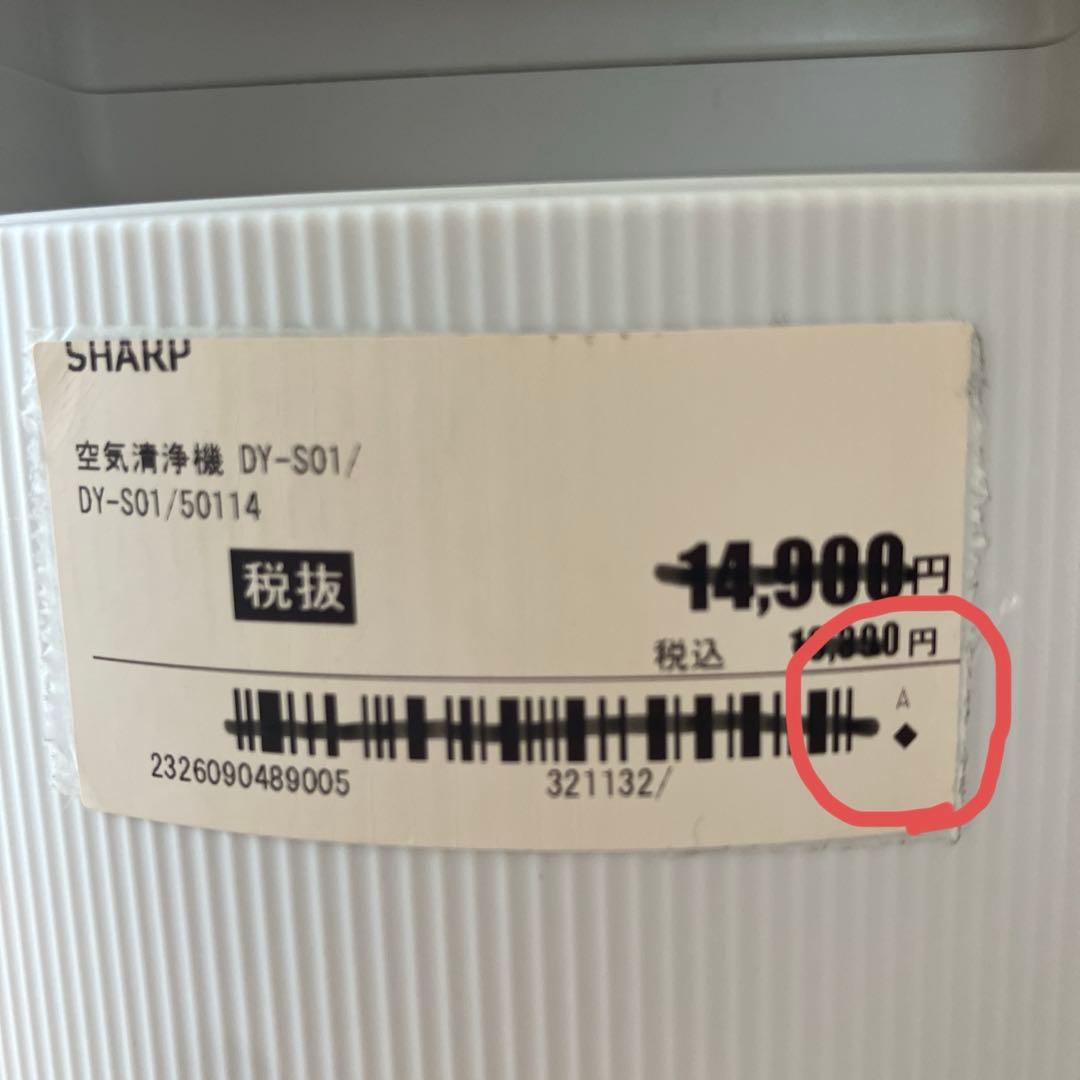 SHARP
空気清浄機 DY-S01/
DY-S01/50114
税抜
14,900円
税込 円
A
◆
2326090489005
321132/